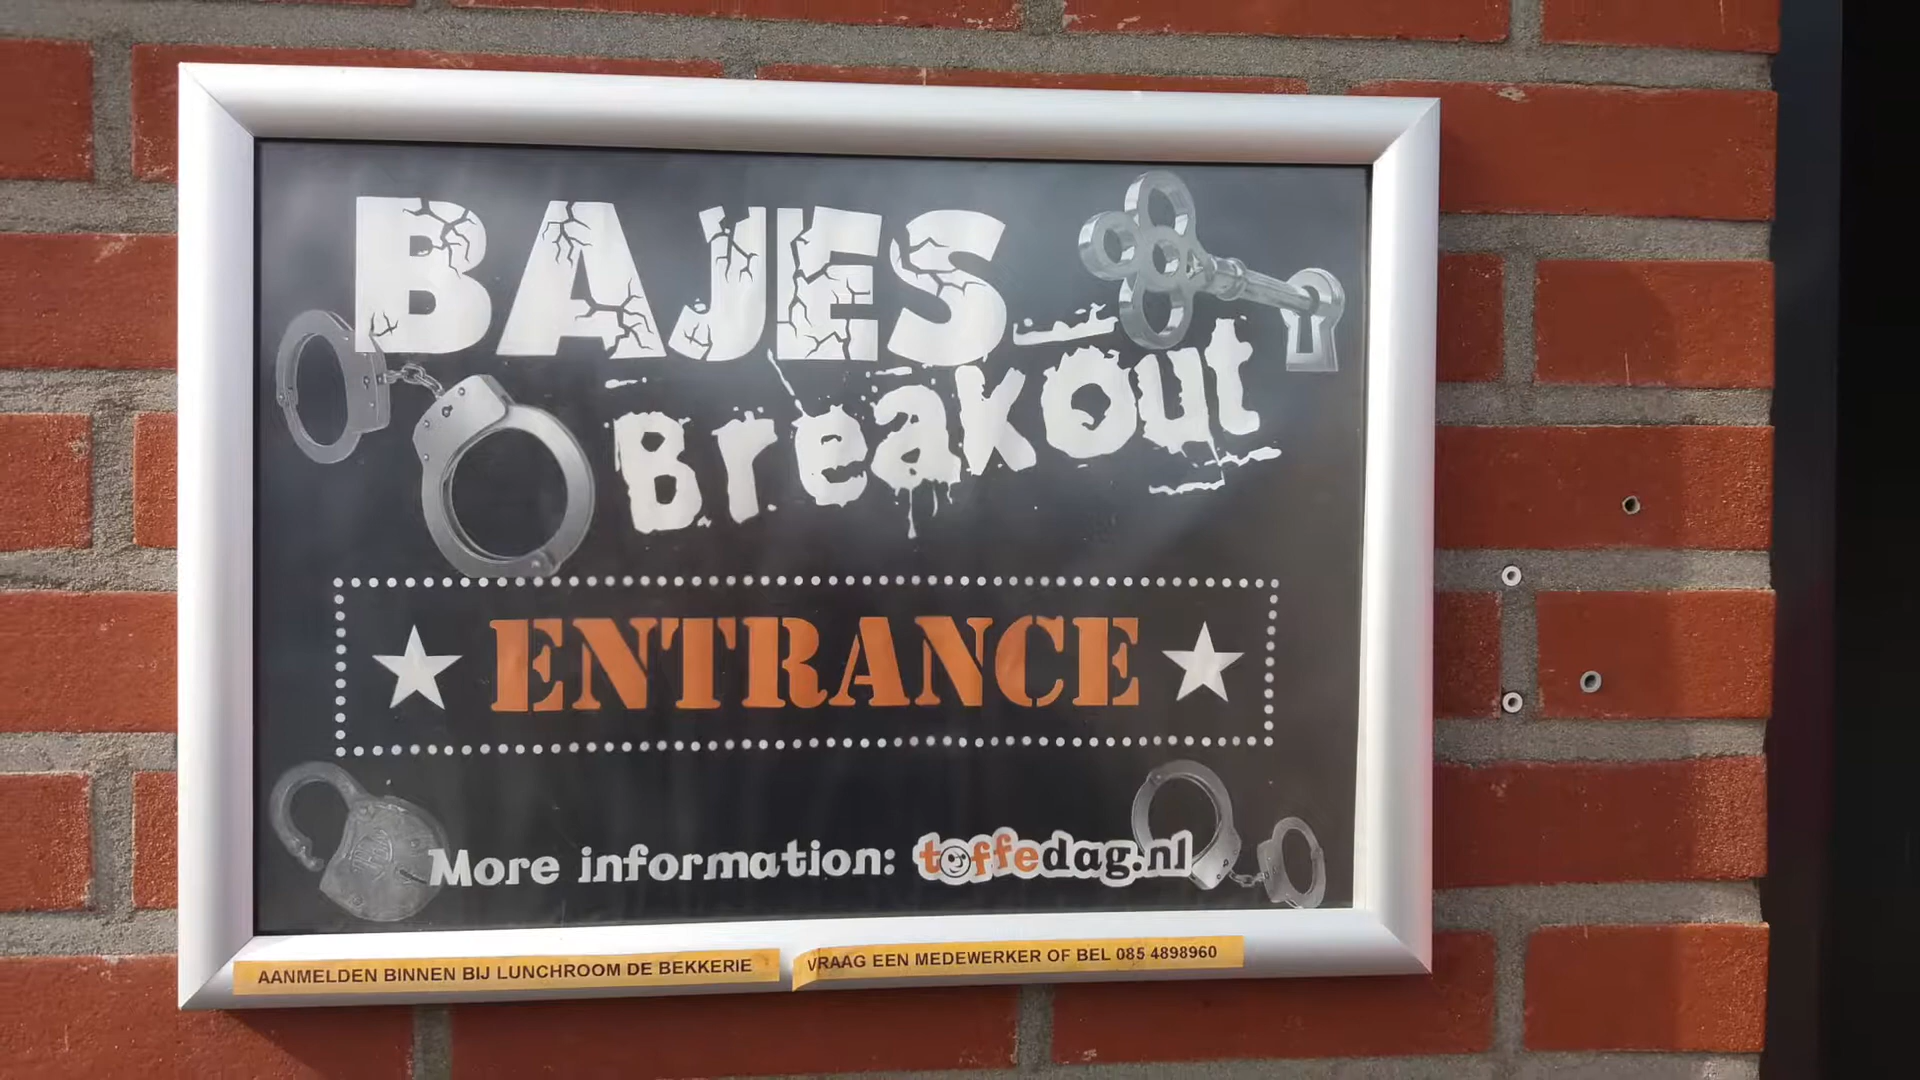 BAJES
Breakout
ENTRANCE
More information: toffedag.nl
AANMELDEN BINNEN BIJ LUNCHROOM DE BEKKERIE
VRAAG EEN MEDEWERKER OF BEL 085 4898960